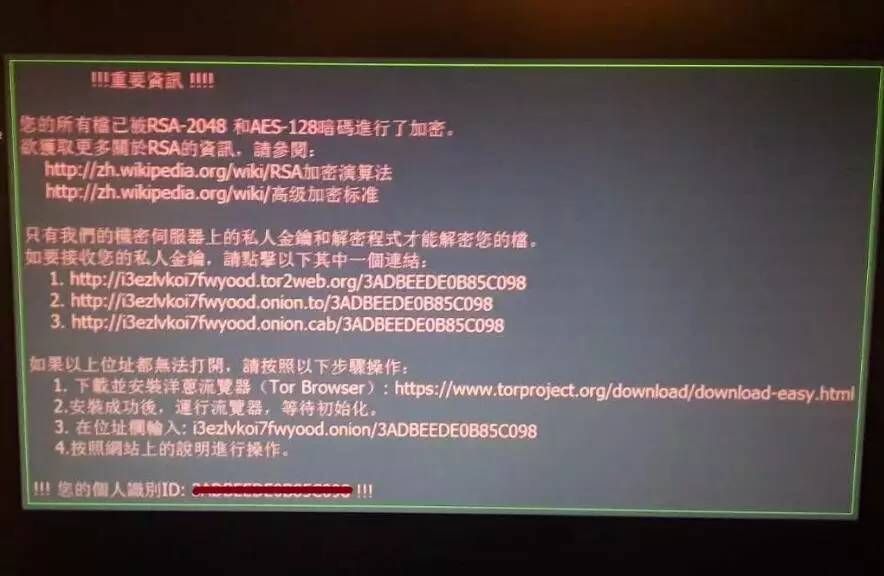 !!!重要資訊 !!!!
您的所有檔已被RSA-2048 和AES-128暗碼進行了加密。
欲獲取更多關於RSA的資訊，請參閱：
http://zh.wikipedia.org/wiki/RSA加密演算法
http://zh.wikipedia.org/wiki/高级加密标准
只有我們的機密伺服器上的私人金鑰和解密程式才能解密您的檔。
如要接收您的私人金鑰，請點擊以下其中一個連結：
1. http://i3ezlvkoi7fwyood.tor2web.org/3ADBEEDE0B85C098
2. http://i3ezlvkoi7fwyood.onion.to/3ADBEEDE0B85C098
3. http://i3ezlvkoi7fwyood.onion.cab/3ADBEEDE0B85C098
如果以上位址都無法打開，請按照以下步驟操作：
1. 下載並安裝洋蔥流覽器（Tor Browser）: https://www.torproject.org/download/download-easy.html
2.安裝成功後，運行流覽器，等待初始化。
3. 在位址欄輸入: i3ezlvkoi7fwyood.onion/3ADBEEDE0B85C098
4.按照網站上的說明進行操作。
!!! 您的個人識別ID: !!!